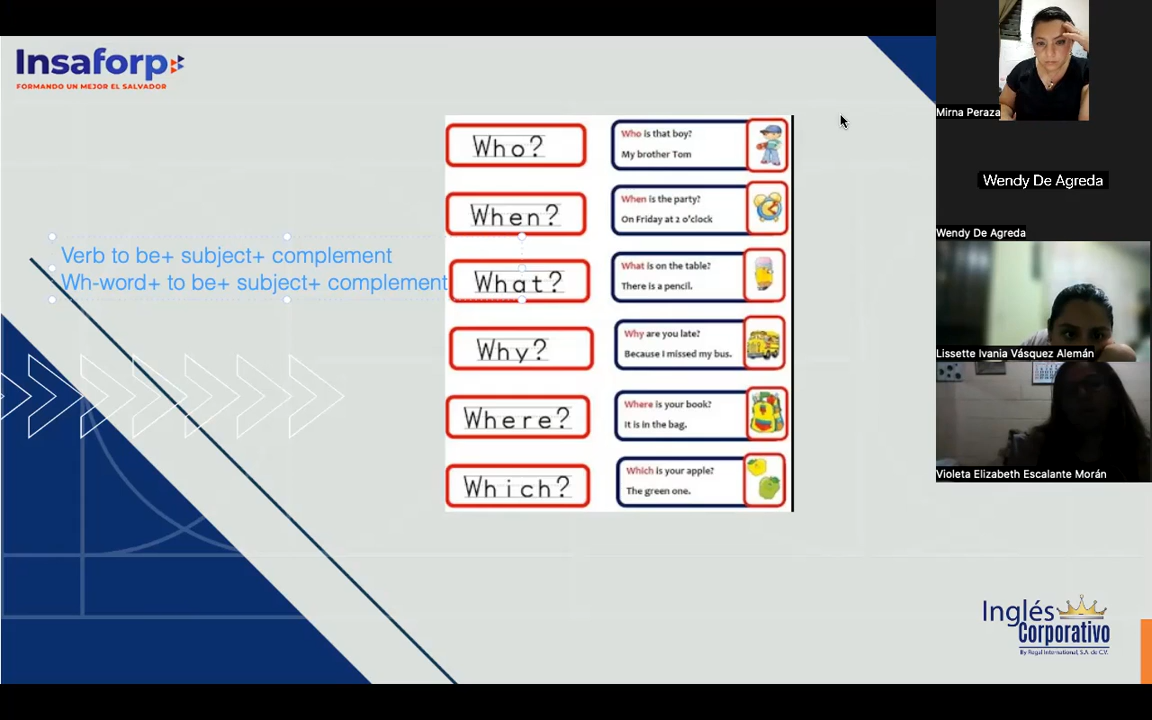 Insaforp
FORMANDO UN MEJOR EL SALVADOR
Verb to be+ subject+ complement
Wh-word+ to be+ subject+ complement
Who?
Who is that boy?
My brother Tom
When?
When is the party?
On Friday at 2 o'clock
What?
What is on the table?
There is a pencil.
Why?
Why are you late?
Because I missed my bus.
Where?
Where is your book?
It is in the bag.
Which?
Which is your apple?
The green one.
Mirna Peraza
Wendy De Agreda
Wendy De Agreda
Lissette Ivania Vásquez Alemán
Violeta Elizabeth Escalante Morán
Inglés
Corporativo
By Regal International, S.A. de C.V.